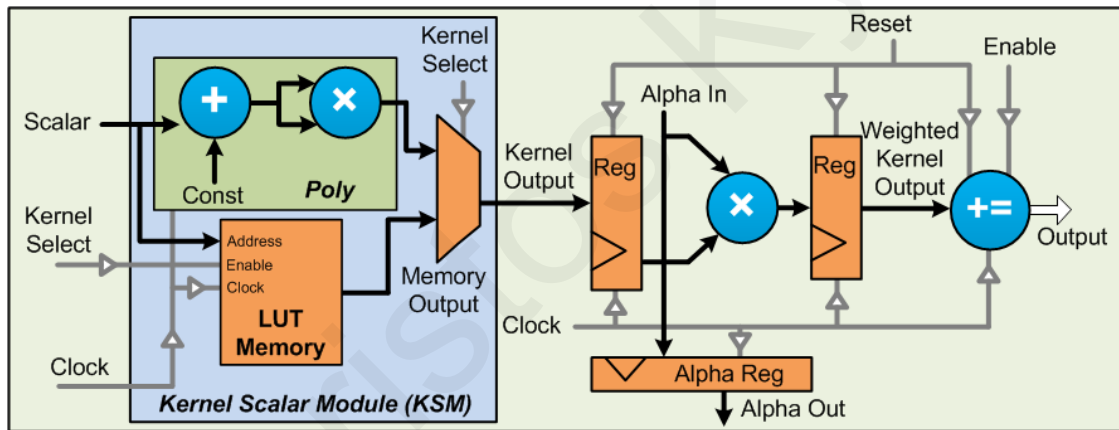 Scalar
Kernel
Select
Clock
Kernel
Select
+
×
Const
Poly
Address
Enable
Clock
LUT
Memory
Memory
Output
Kernel Scalar Module (KSM)
Kernel
Output
Reset
Enable
Alpha In
Reg
×
Reg
Weighted
Kernel
Output
+=
Output
Clock
Alpha Reg
Alpha Out